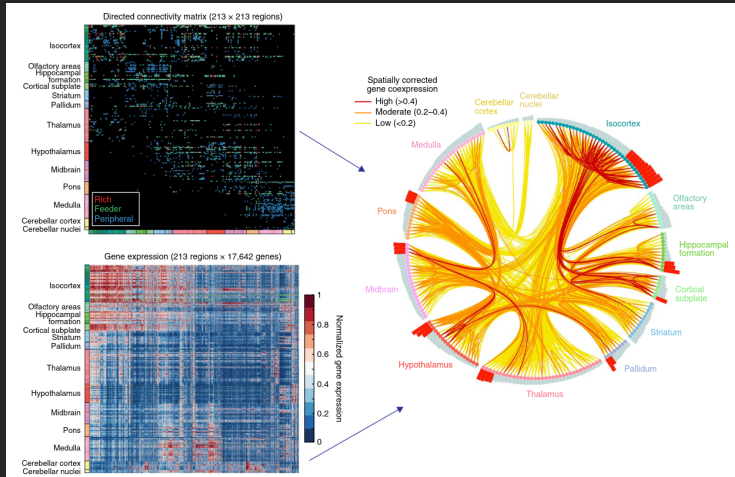 Directed connectivity matrix (213 × 213 regions)
Isocortex
Olfactory areas
Hippocampal
formation
Cortical subplate
Striatum
Pallidum
Thalamus
Hypothalamus
Midbrain
Pons
Medulla
Cerebellar cortex
Cerebellar nuclei
Rich
Feeder
Peripheral
Gene expression (213 regions × 17,642 genes)
Isocortex
Olfactory areas
Hippocampal
formation
Cortical subplate
Striatum
Pallidum
Thalamus
Hypothalamus
Midbrain
Pons
Medulla
Cerebellar cortex
Cerebellar nuclei
1
0.8
0.6
0.4
0.2
0
Normalized gene expression
Spatially corrected
gene coexpression
High (>0.4)
Moderate (0.2–0.4)
Low (<0.2)
Cerebellar
cortex
Cerebellar
nuclei
Isocortex
Olfactory
areas
Hippocampal
formation
Cortical
subplate
Striatum
Pallidum
Thalamus
Hypothalamus
Midbrain
Pons
Medulla